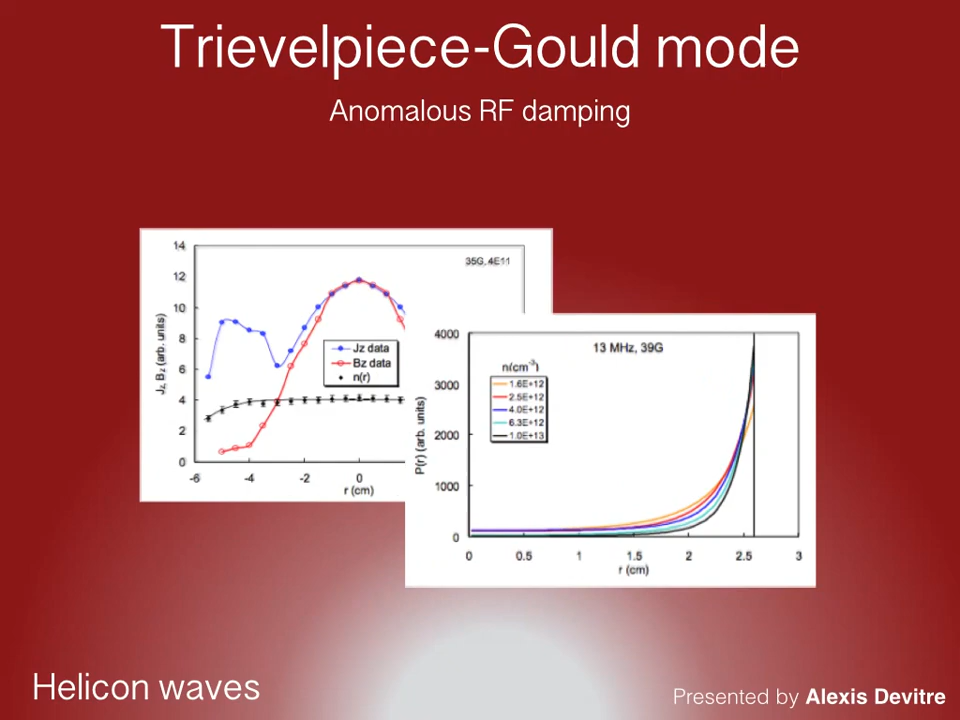 Trievelpiece-Gould mode
Anomalous RF damping
14
12
10
8
6
4
2
0
Jz, Bz (arb. units)
35G, 4E11
Jz data
Bz data
n(r)
-6 -4 -2 0
r (cm)
4000
3000
2000
1000
0
P(r) (arb. units)
13 MHz, 39G
n(cm-3)
1.6E+12
2.5E+12
4.0E+12
6.3E+12
1.0E+13
0 0.5 1 1.5 2 2.5 3
r (cm)
Helicon waves
Presented by Alexis Devitre